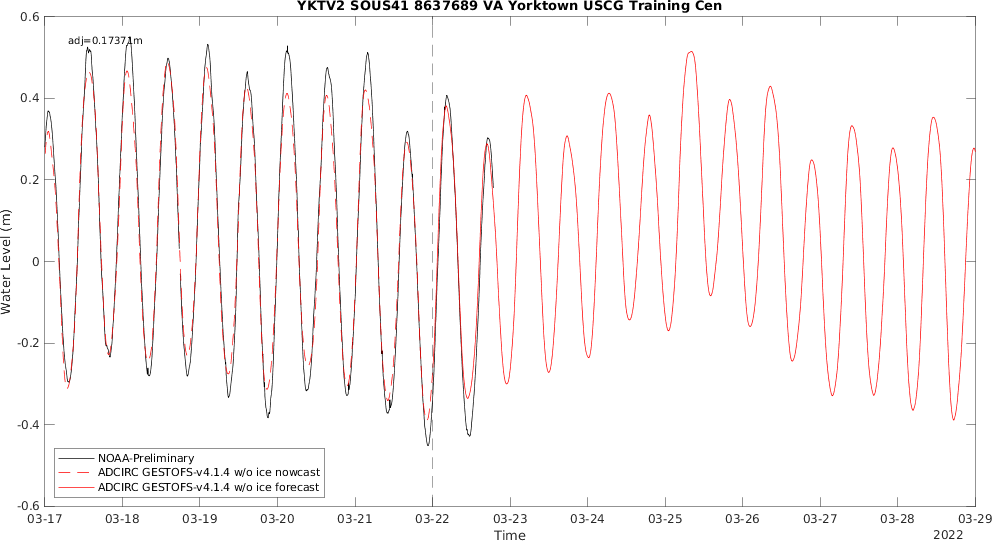 YKTV2 SOUS41 8637689 VA Yorktown USCG Training Cen
adj=0.17371m
0.6
0.4
0.2
0
-0.2
-0.4
-0.6
Water Level (m)
NOAA-Preliminary
ADCIRC GESTOFS-v4.1.4 w/o ice nowcast
ADCIRC GESTOFS-v4.1.4 w/o ice forecast
03-17 03-18 03-19 03-20 03-21 03-22 03-23 03-24 03-25 03-26 03-27 03-28 03-29
Time
2022